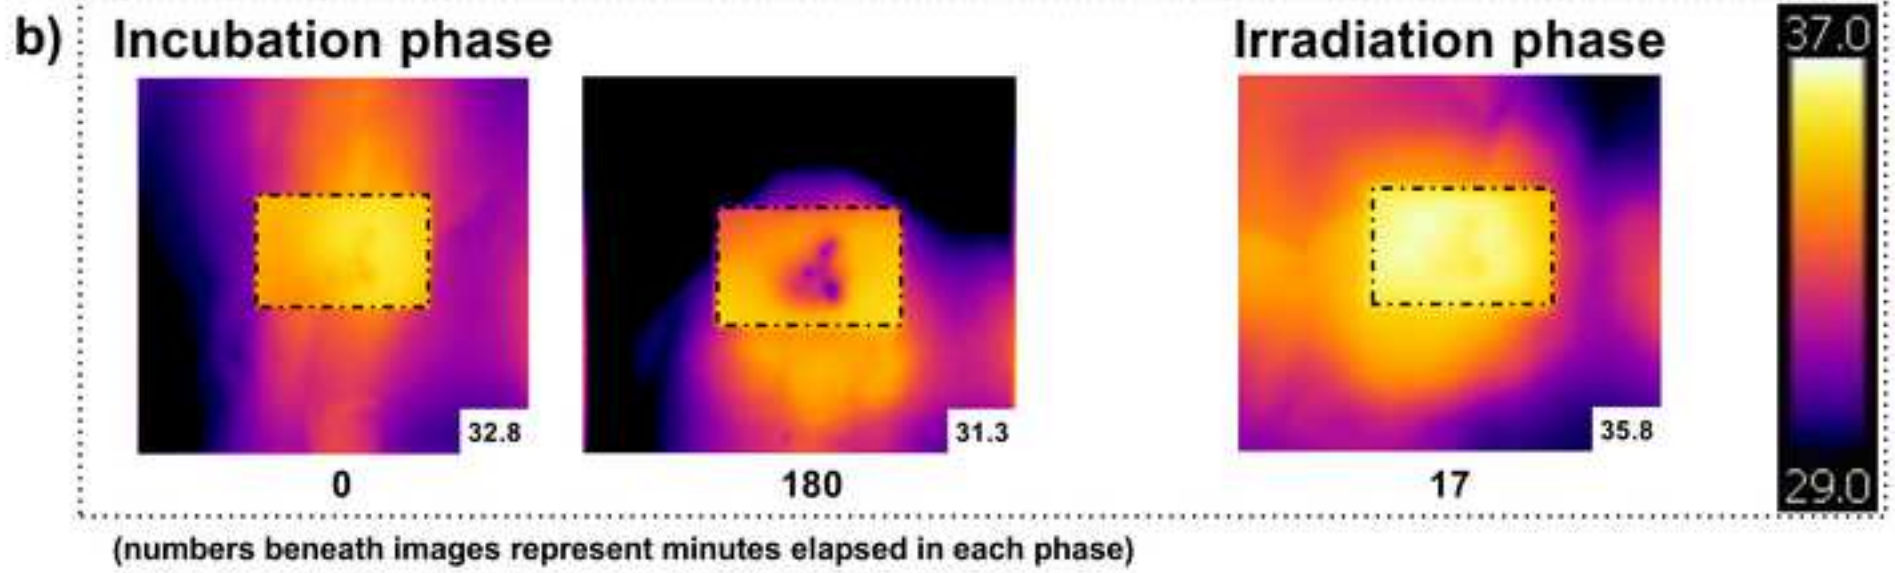 b) Incubation phase
Irradiation phase
37.0
32.8
31.3
35.8
0
180
17
29.0
(numbers beneath images represent minutes elapsed in each phase)